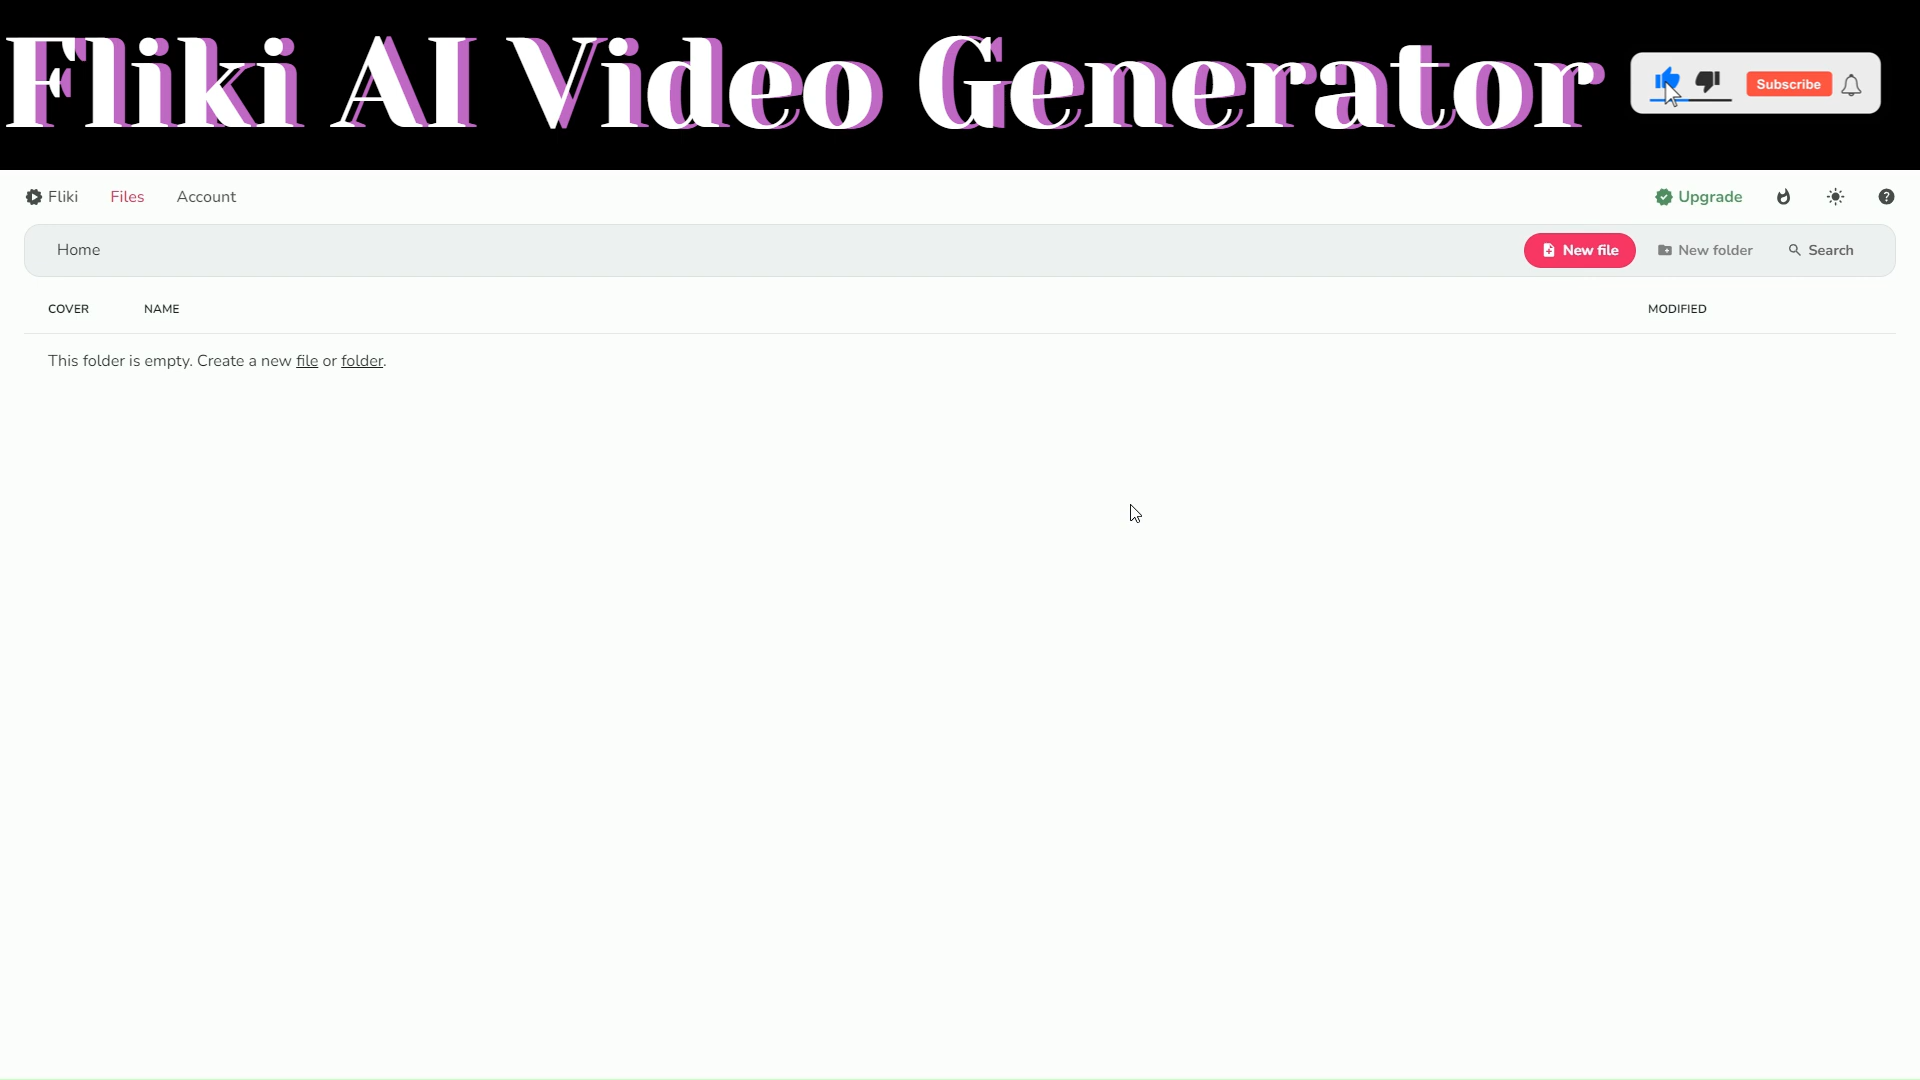 Fliki AI Video Generator
Subscribe
Fliki Files Account Upgrade
Home New file New folder Search
COVER NAME MODIFIED
This folder is empty. Create a new file or folder.